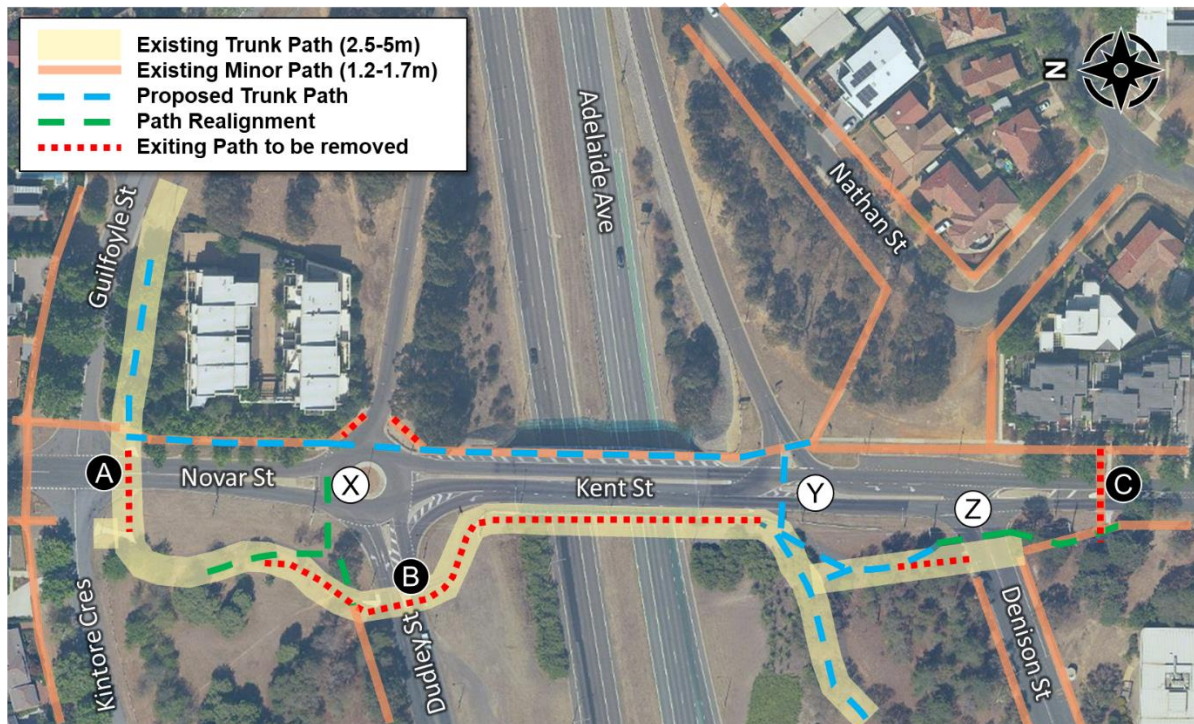 Existing Trunk Path (2.5-5m)
Existing Minor Path (1.2-1.7m)
Proposed Trunk Path
Path Realignment
Exiting Path to be removed
N
Guilfoyle St
Adelaide Ave
Nathan St
A
Novar St
X
Kent St
Y
Z
C
B
Kintore Cres
Dudley St
Denison St